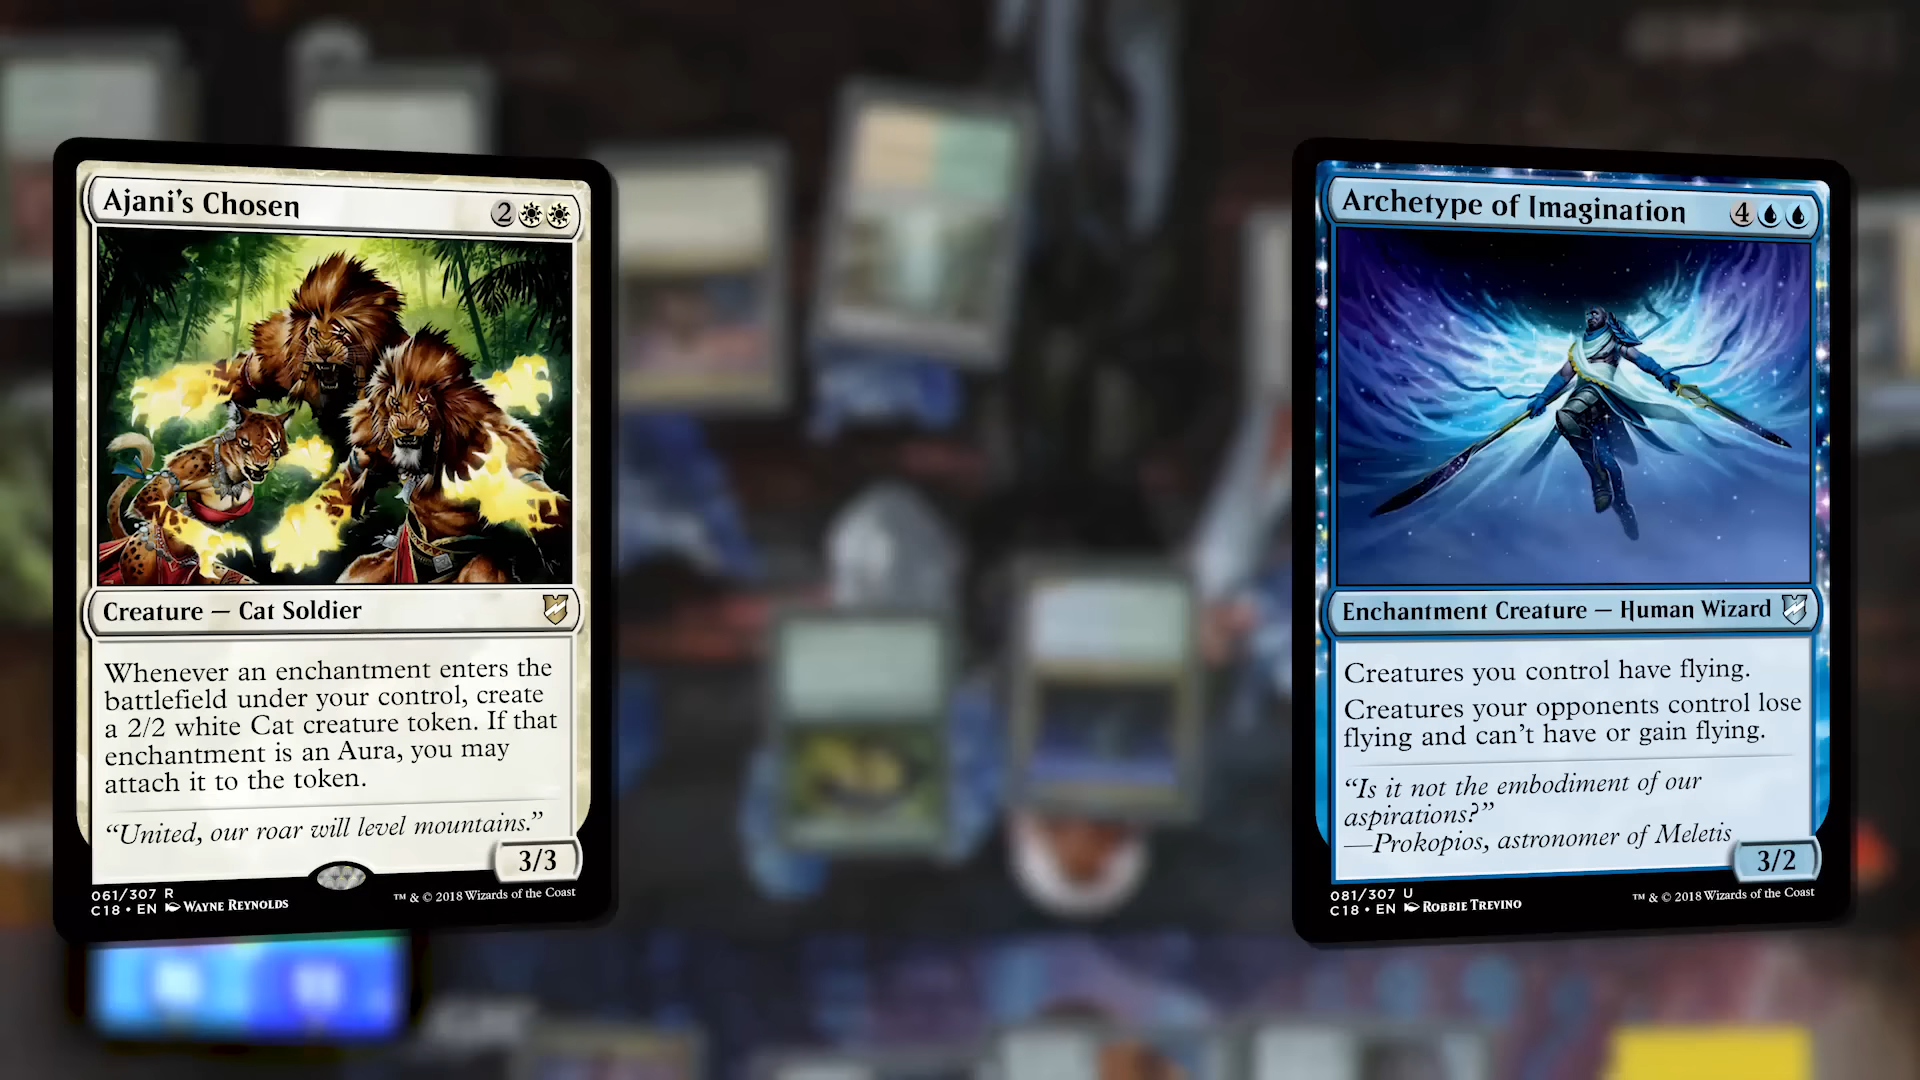 Ajani's Chosen
2
Creature — Cat Soldier
Whenever an enchantment enters the
battlefield under your control, create
a 2/2 white Cat creature token. If that
enchantment is an Aura, you may
attach it to the token.
“United, our roar will level mountains.”
3/3
061/307 R
C18 • EN WAYNE REYNOLDS
™ & © 2018 Wizards of the Coast
Archetype of Imagination
4
Enchantment Creature — Human Wizard
Creatures you control have flying.
Creatures your opponents control lose
flying and can't have or gain flying.
“Is it not the embodiment of our
aspirations?”
—Prokopios, astronomer of Meletis
3/2
081/307 U
C18 • EN ROBBIE TREVINO
™ & © 2018 Wizards of the Coast